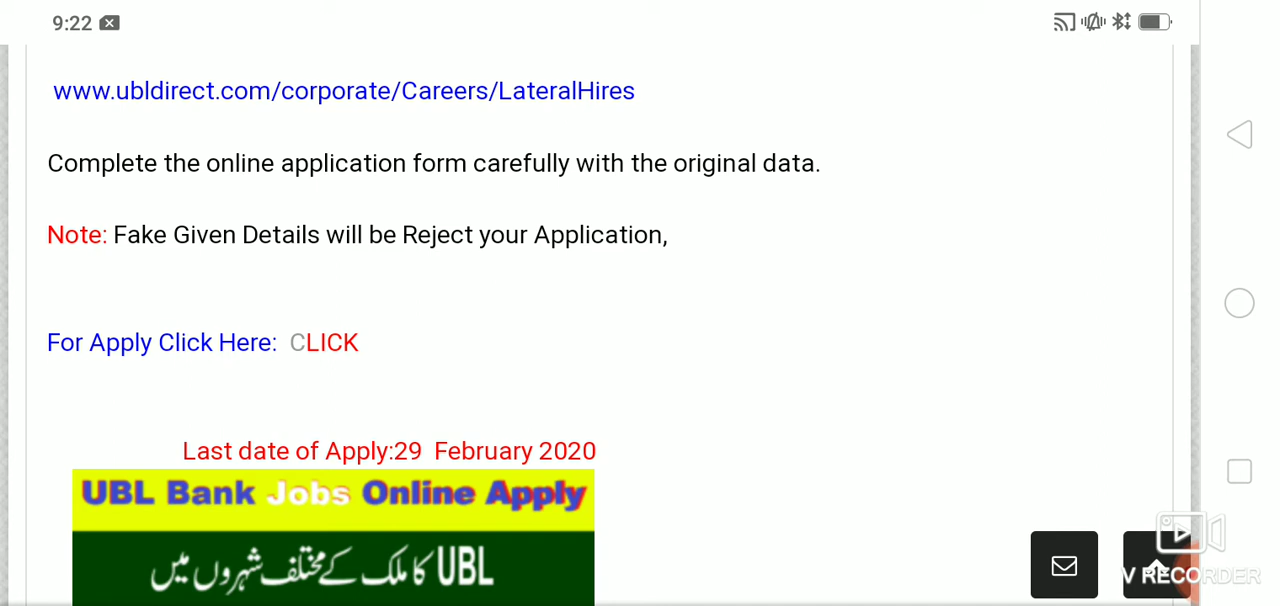 9:22
www.ubldirect.com/corporate/Careers/LateralHires
Complete the online application form carefully with the original data.
Note: Fake Given Details will be Reject your Application,
For Apply Click Here: CLICK
Last date of Apply:29 February 2020
UBL Bank Jobs Online Apply
UBL کا ملک کے مختلف شہروں میں
V RECORDER